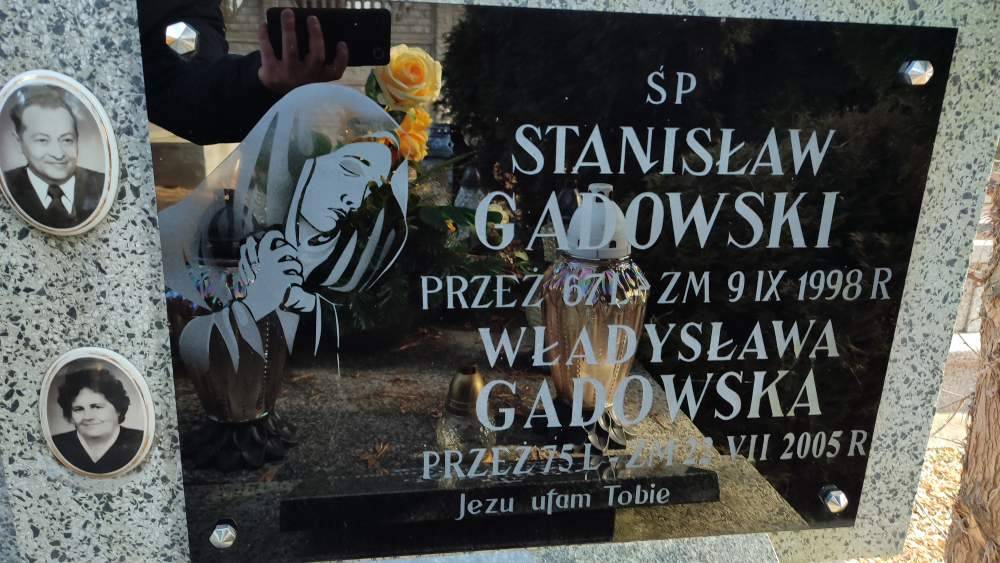 ŚP
STANISŁAW
GADOWSKI
PRZEŻ 67 L - ZM 9 IX 1998 R
WŁADYSŁAWA
GADOWSKA
PRZEŻ 75 L - ZM 22 VII 2005 R
Jezu ufam Tobie